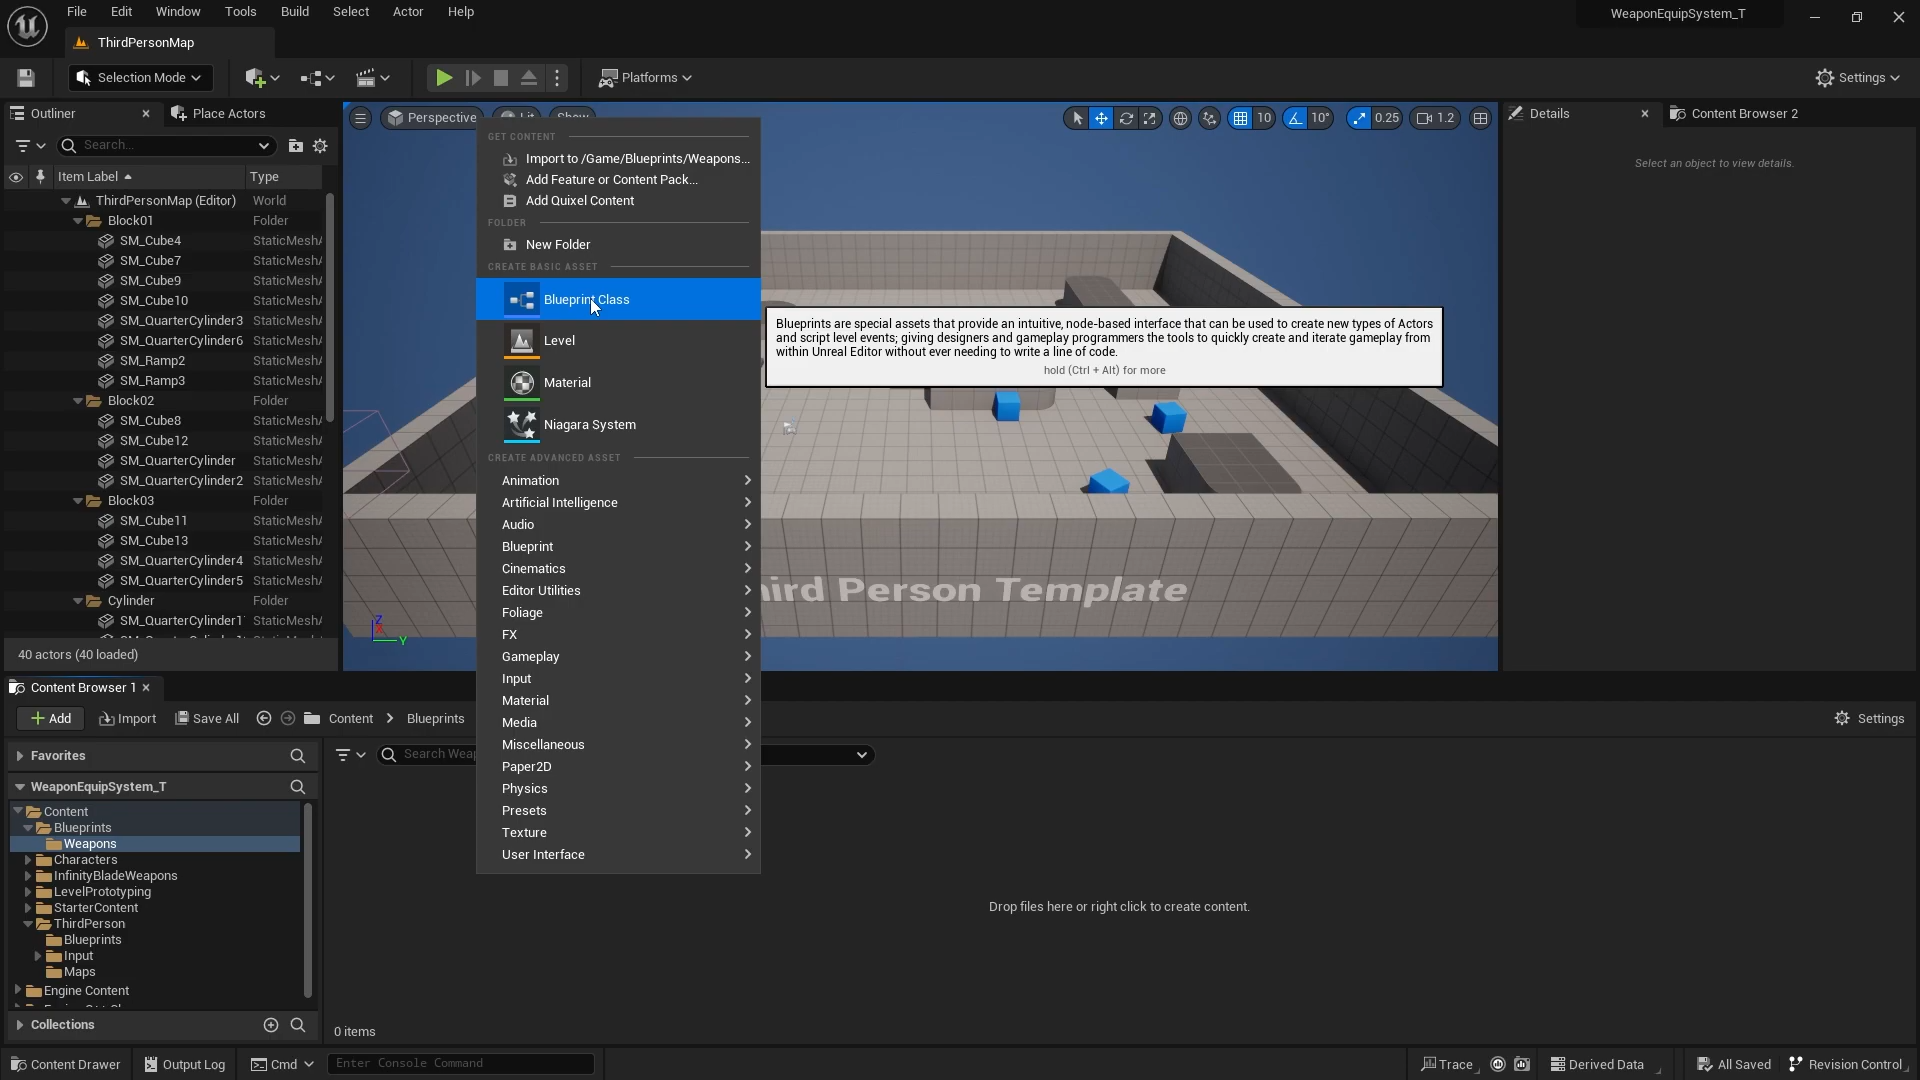 File Edit Window Tools Build Select Actor Help
WeaponEquipSystem_T
ThirdPersonMap
Selection Mode
Platforms
Settings
Outliner
Place Actors
Search...
Item Label
Type
ThirdPersonMap (Editor) World
Block01 Folder
SM_Cube4 StaticMesh
SM_Cube7 StaticMesh
SM_Cube9 StaticMesh
SM_Cube10 StaticMesh
SM_QuarterCylinder3 StaticMesh
SM_QuarterCylinder6 StaticMesh
SM_Ramp2 StaticMesh
SM_Ramp3 StaticMesh
Block02 Folder
SM_Cube8 StaticMesh
SM_Cube12 StaticMesh
SM_QuarterCylinder StaticMesh
SM_QuarterCylinder2 StaticMesh
Block03 Folder
SM_Cube11 StaticMesh
SM_Cube13 StaticMesh
SM_QuarterCylinder4 StaticMesh
SM_QuarterCylinder5 StaticMesh
Cylinder Folder
SM_QuarterCylinder1 StaticMesh
40 actors (40 loaded)
Perspective
10
10°
0.25
1.2
GET CONTENT
Import to /Game/Blueprints/Weapons...
Add Feature or Content Pack...
Add Quixel Content
FOLDER
New Folder
CREATE BASIC ASSET
Blueprint Class
Level
Material
Niagara System
CREATE ADVANCED ASSET
Animation
Artificial Intelligence
Audio
Blueprint
Cinematics
Editor Utilities
Foliage
FX
Gameplay
Input
Material
Media
Miscellaneous
Paper2D
Physics
Presets
Texture
User Interface
Blueprints are special assets that provide an intuitive, node-based interface that can be used to create new types of Actors
and script level events; giving designers and gameplay programmers the tools to quickly create and iterate gameplay from
within Unreal Editor without ever needing to write a line of code.
hold (Ctrl + Alt) for more
hird Person Template
Z
Y
Details
Content Browser 2
Select an object to view details.
Content Browser 1
Add
Import
Save All
Content
Blueprints
Settings
Favorites
WeaponEquipSystem_T
Content
Blueprints
Weapons
Characters
InfinityBladeWeapons
LevelPrototyping
StarterContent
ThirdPerson
Blueprints
Input
Maps
Engine Content
Collections
Search Wea
Drop files here or right click to create content.
0 items
Content Drawer
Output Log
Cmd
Enter Console Command
Trace
Derived Data
All Saved
Revision Control